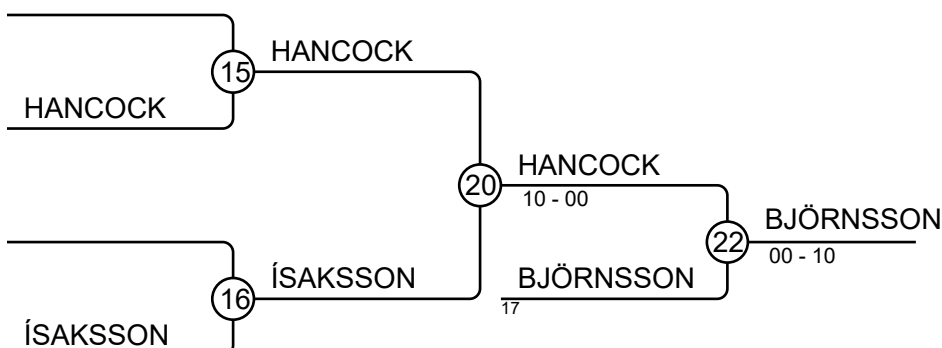 HANCOCK
15
HANCOCK
HANCOCK
20
10 - 00
BJÖRNSSON
22
00 - 10
ÍSAKSSON
16
BJÖRNSSON
17
ÍSAKSSON